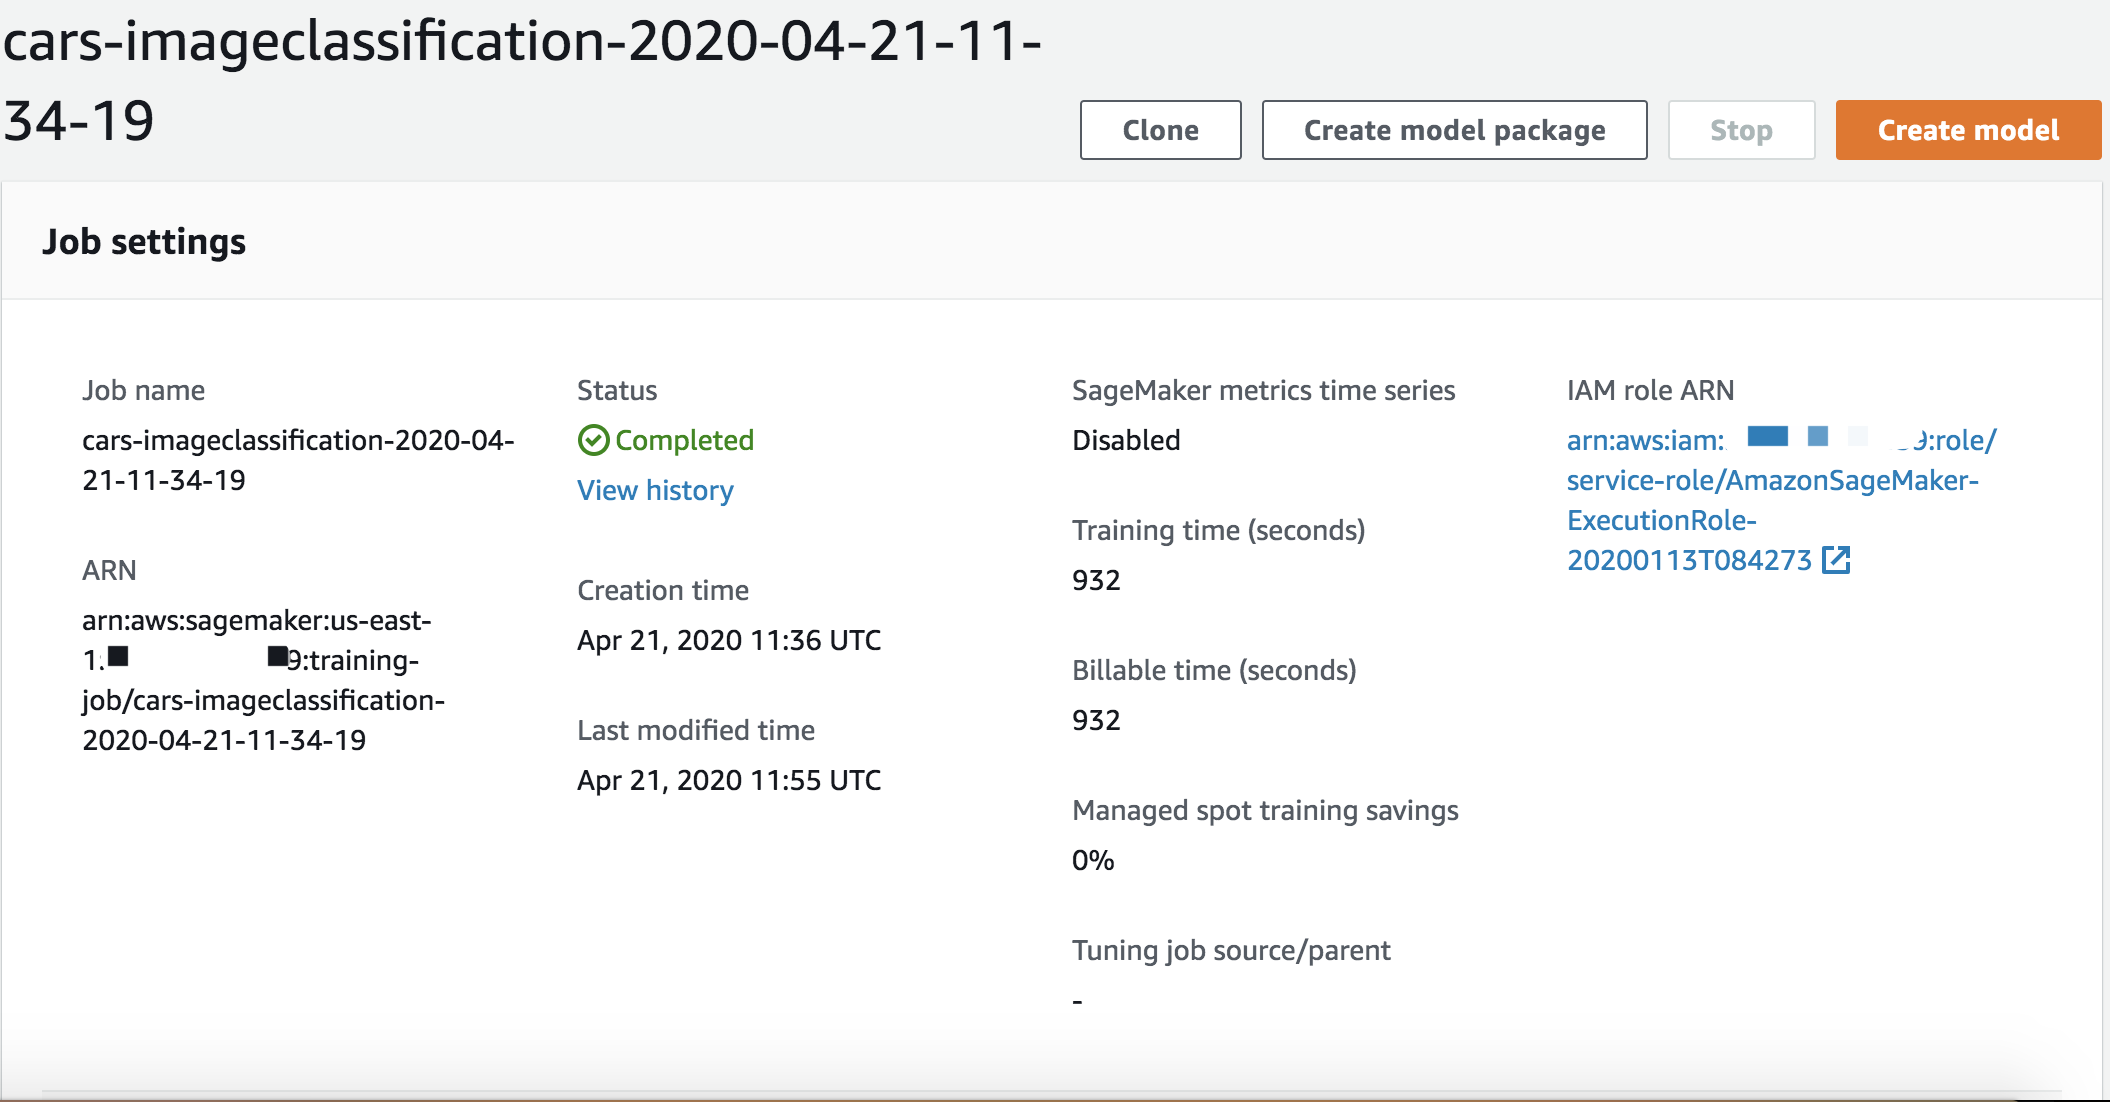 cars-imageclassification-2020-04-21-11-
34-19
Clone
Create model package
Stop
Create model
Job settings
Job name
cars-imageclassification-2020-04-
21-11-34-19
ARN
arn:aws:sagemaker:us-east-
1: 9:training-
job/cars-imageclassification-
2020-04-21-11-34-19
Status
Completed
View history
Creation time
Apr 21, 2020 11:36 UTC
Last modified time
Apr 21, 2020 11:55 UTC
SageMaker metrics time series
Disabled
Training time (seconds)
932
Billable time (seconds)
932
Managed spot training savings
0%
Tuning job source/parent
-
IAM role ARN
arn:aws:iam: 9:role/
service-role/AmazonSageMaker-
ExecutionRole-
20200113T084273